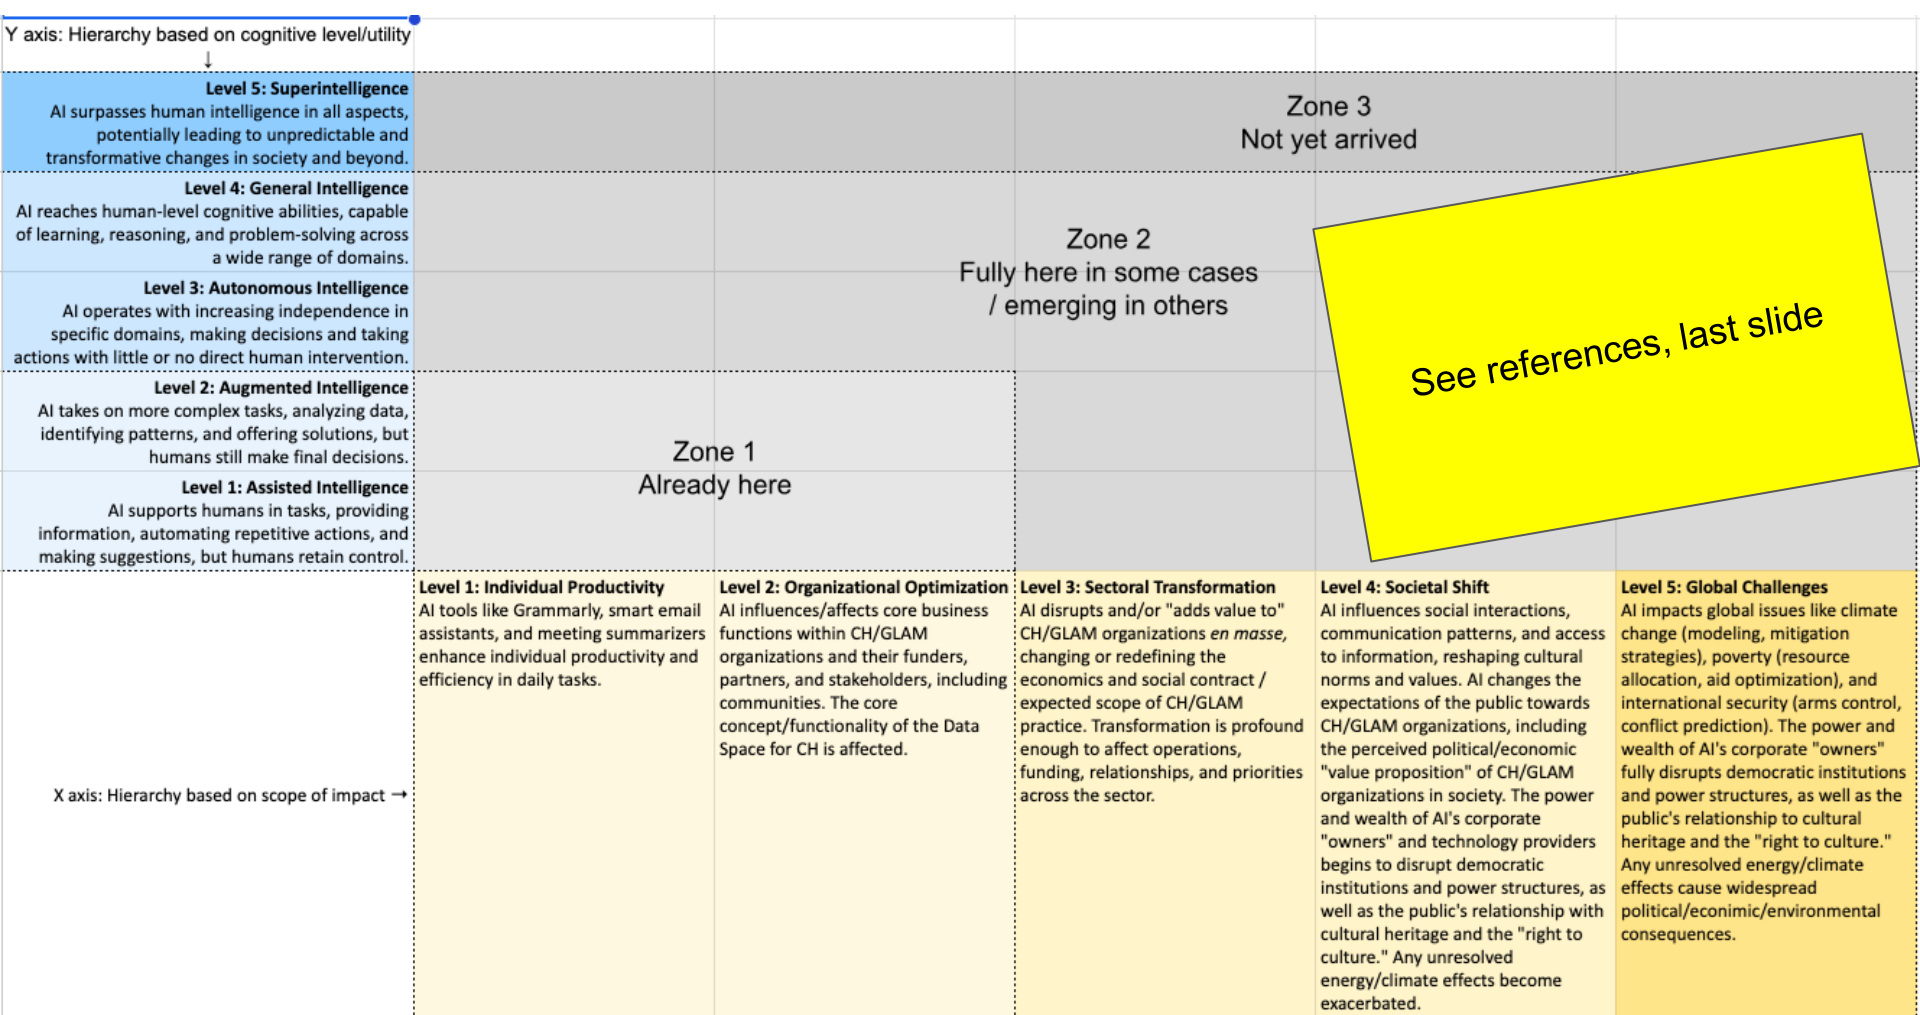 Y axis: Hierarchy based on cognitive level/utility
↓
Level 5: Superintelligence
AI surpasses human intelligence in all aspects,
potentially leading to unpredictable and
transformative changes in society and beyond.
Level 4: General Intelligence
AI reaches human-level cognitive abilities, capable
of learning, reasoning, and problem-solving across
a wide range of domains.
Level 3: Autonomous Intelligence
AI operates with increasing independence in
specific domains, making decisions and taking
actions with little or no direct human intervention.
Level 2: Augmented Intelligence
AI takes on more complex tasks, analyzing data,
identifying patterns, and offering solutions, but
humans still make final decisions.
Level 1: Assisted Intelligence
AI supports humans in tasks, providing
information, automating repetitive actions, and
making suggestions, but humans retain control.
Zone 3
Not yet arrived
Zone 2
Fully here in some cases
/ emerging in others
See references, last slide
Zone 1
Already here
X axis: Hierarchy based on scope of impact →
Level 1: Individual Productivity
AI tools like Grammarly, smart email
assistants, and meeting summarizers
enhance individual productivity and
efficiency in daily tasks.
Level 2: Organizational Optimization
AI influences/affects core business
functions within CH/GLAM
organizations and their funders,
partners, and stakeholders, including
communities. The core
concept/functionality of the Data
Space for CH is affected.
Level 3: Sectoral Transformation
AI disrupts and/or "adds value to"
CH/GLAM organizations en masse,
changing or redefining the
economics and social contract /
expected scope of CH/GLAM
practice. Transformation is profound
enough to affect operations,
funding, relationships, and priorities
across the sector.
Level 4: Societal Shift
AI influences social interactions,
communication patterns, and access
to information, reshaping cultural
norms and values. AI changes the
expectations of the public towards
CH/GLAM organizations, including
the perceived political/economic
"value proposition" of CH/GLAM
organizations in society. The power
and wealth of AI's corporate
"owners" and technology providers
begins to disrupt democratic
institutions and power structures, as
well as the public's relationship with
cultural heritage and the "right to
culture." Any unresolved
energy/climate effects become
exacerbated.
Level 5: Global Challenges
AI impacts global issues like climate
change (modeling, mitigation
strategies), poverty (resource
allocation, aid optimization), and
international security (arms control,
conflict prediction). The power and
wealth of AI's corporate "owners"
fully disrupts democratic institutions
and power structures, as well as the
public's relationship to cultural
heritage and the "right to culture."
Any unresolved energy/climate
effects cause widespread
political/econimic/environmental
consequences.